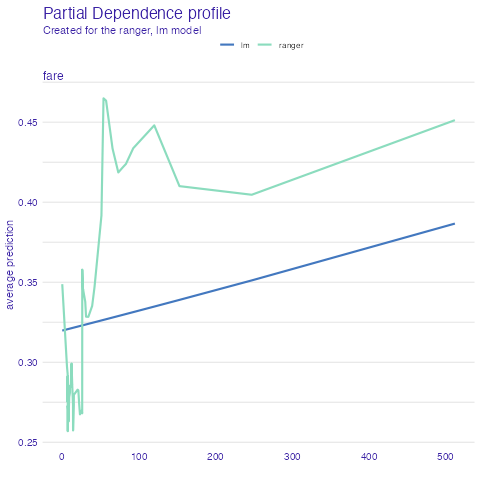 Partial Dependence profile
Created for the ranger, lm model
lm ranger
fare
0.45
0.40
0.35
0.30
0.25
average prediction
0 100 200 300 400 500